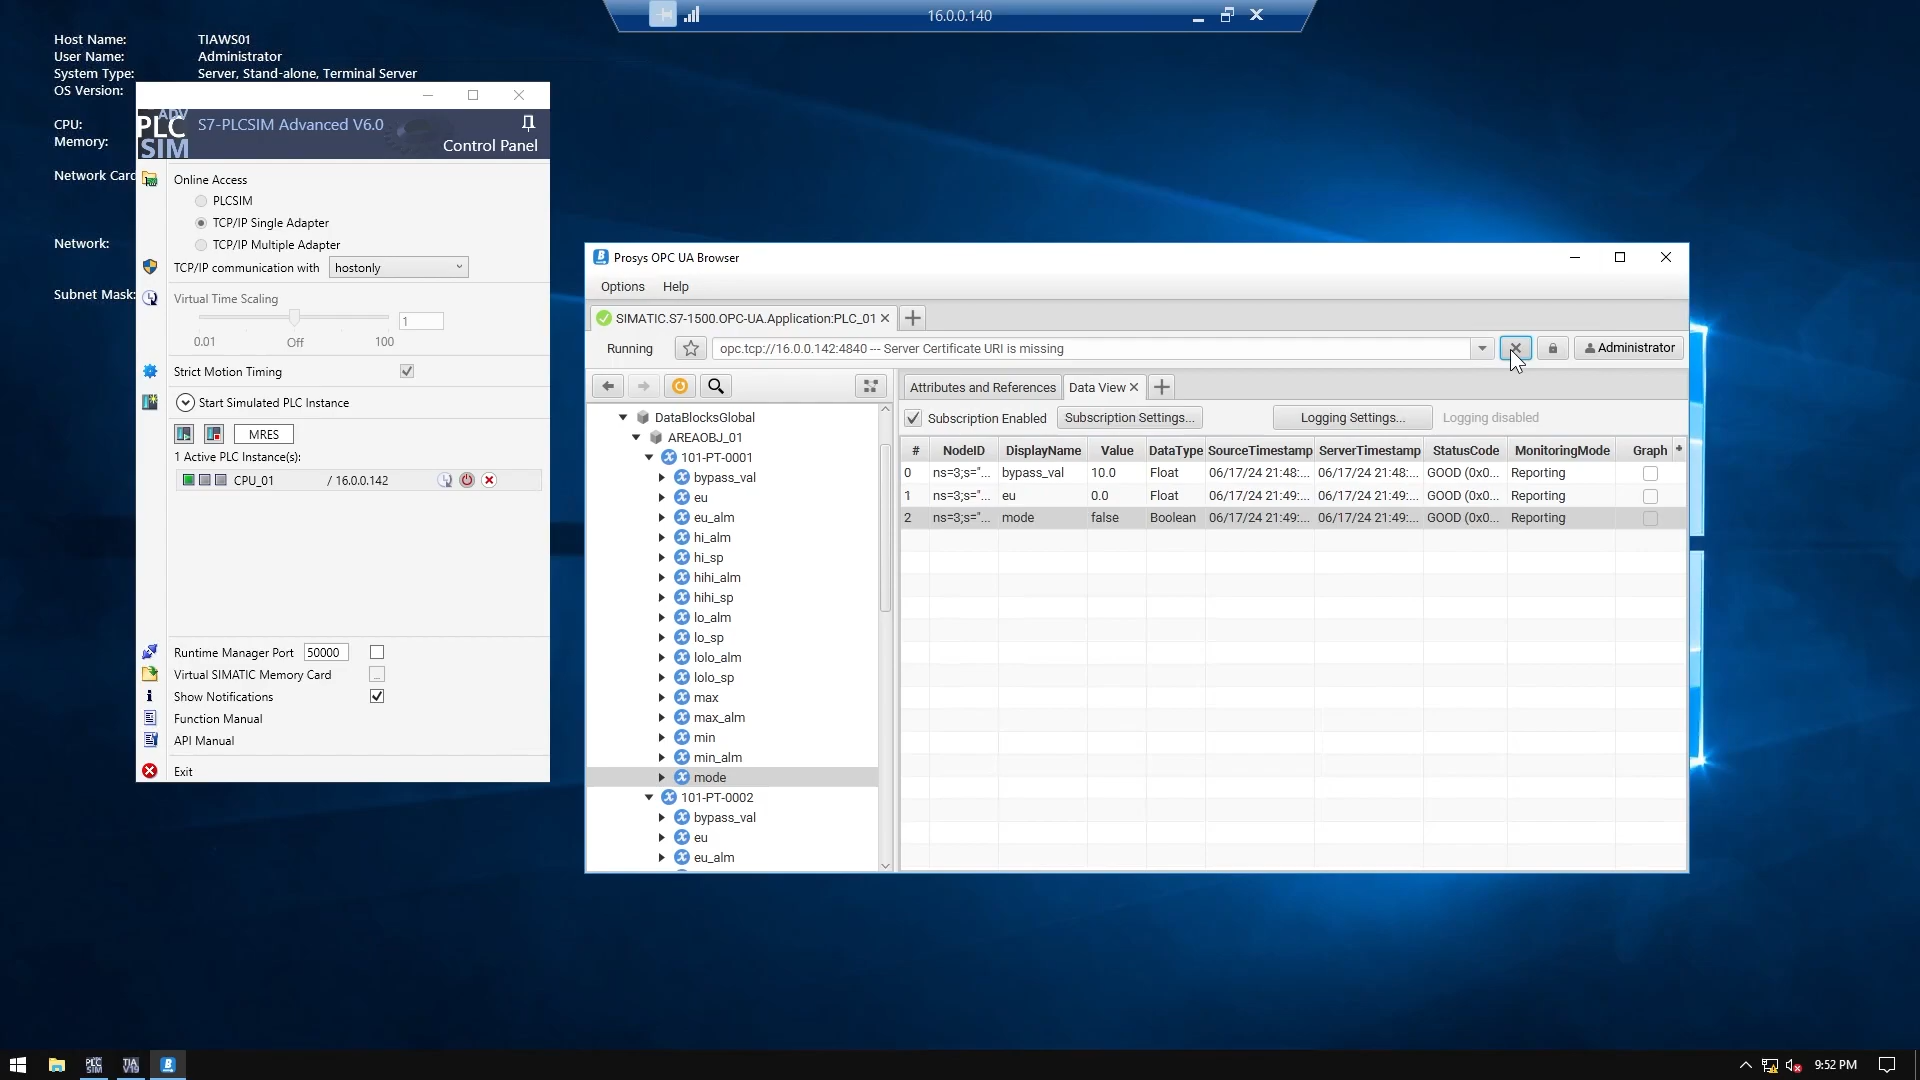 16.0.0.140
Host Name: TIAWS01
User Name: Administrator
System Type: Server, Stand-alone, Terminal Server
OS Version:
CPU:
Memory:
Network Card
Network:
Subnet Mask:
ADV
PLC
SIM
S7-PLCSIM Advanced V6.0
Control Panel
Online Access
PLCSIM
TCP/IP Single Adapter
TCP/IP Multiple Adapter
TCP/IP communication with hostonly
Virtual Time Scaling
1
0.01 Off 100
Strict Motion Timing
Start Simulated PLC Instance
MRES
1 Active PLC Instance(s):
CPU_01 / 16.0.0.142
Runtime Manager Port 50000
Virtual SIMATIC Memory Card ...
Show Notifications
Function Manual
API Manual
Exit
Prosys OPC UA Browser
Options Help
SIMATIC.S7-1500.OPC-UA.Application:PLC_01
Running opc.tcp://16.0.0.142:4840 --- Server Certificate URI is missing Administrator
Attributes and References Data View
Subscription Enabled Subscription Settings... Logging Settings... Logging disabled
# NodeID DisplayName Value DataType SourceTimestamp ServerTimestamp StatusCode MonitoringMode Graph
0 ns=3;s="... bypass_val 10.0 Float 06/17/24 21:48:... 06/17/24 21:48:... GOOD (0x0... Reporting
1 ns=3;s="... eu 0.0 Float 06/17/24 21:49:... 06/17/24 21:49:... GOOD (0x0... Reporting
2 ns=3;s="... mode false Boolean 06/17/24 21:49:... 06/17/24 21:49:... GOOD (0x0... Reporting
DataBlocksGlobal
AREAOBJ_01
101-PT-0001
bypass_val
eu
eu_alm
hi_alm
hi_sp
hihi_alm
hihi_sp
lo_alm
lo_sp
lolo_alm
lolo_sp
max
max_alm
min
min_alm
mode
101-PT-0002
bypass_val
eu
eu_alm
PLC
SIM
TIA
V19
9:52 PM